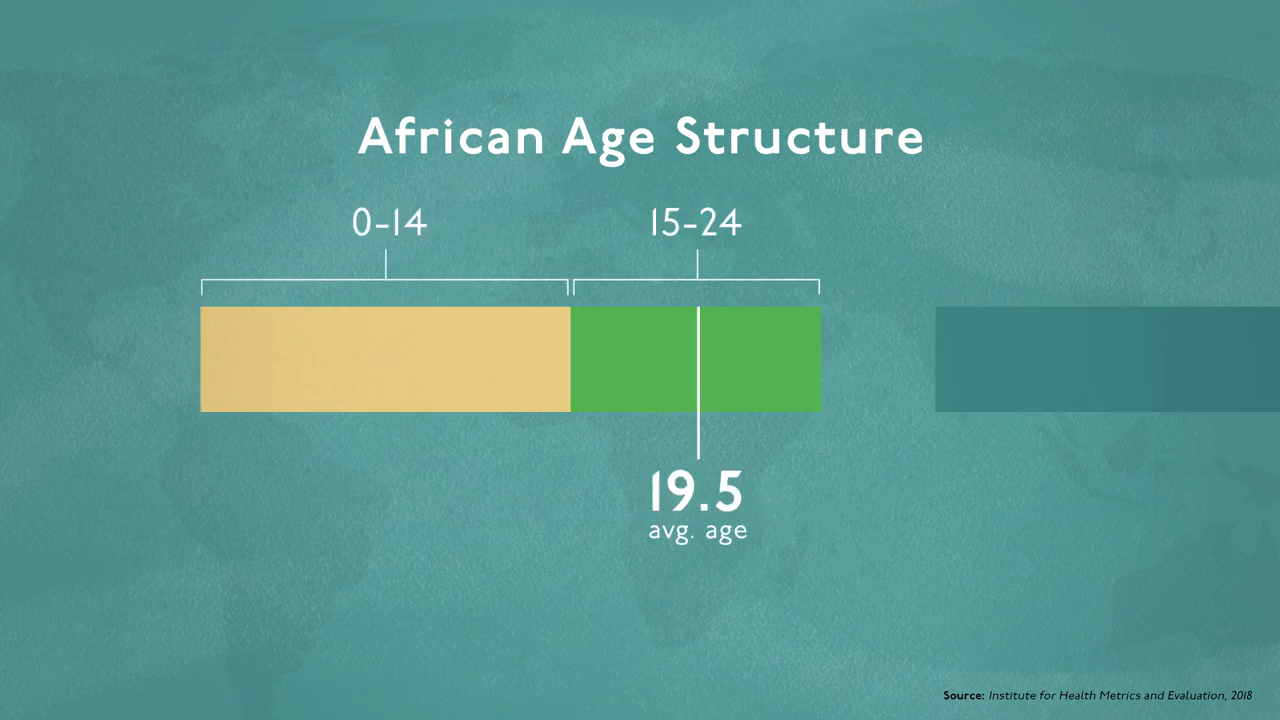 African Age Structure
0-14
15-24
19.5
avg. age
Source: Institute for Health Metrics and Evaluation, 2018